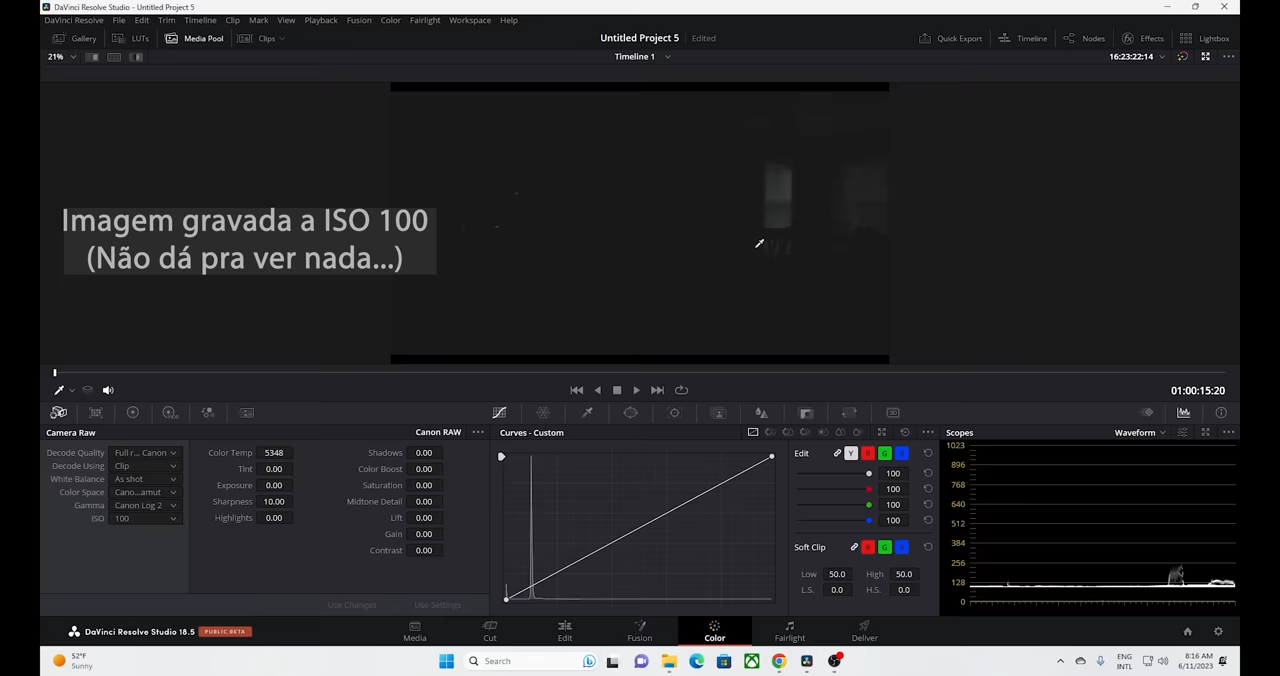 DaVinci Resolve Studio - Untitled Project 5
DaVinci Resolve File Edit Trim Timeline Clip Mark View Playback Fusion Color Fairlight Workspace Help
Gallery LUTs Media Pool Clips Untitled Project 5 Edited Quick Export Timeline Nodes Effects Lightbox
21% Timeline 1 16:23:22:14
Imagem gravada a ISO 100
(Não dá pra ver nada...)
01:00:15:20
Camera Raw Canon RAW
Decode Quality Full r... Canon
Decode Using Clip
White Balance As shot
Color Space Cano...amut
Gamma Canon Log 2
ISO 100
Color Temp 5348
Tint 0.00
Exposure 0.00
Sharpness 10.00
Highlights 0.00
Shadows 0.00
Color Boost 0.00
Saturation 0.00
Midtone Detail 0.00
Lift 0.00
Gain 0.00
Contrast 0.00
Use Changes Use Settings
Curves - Custom
Edit Y R G B
100
100
100
100
Soft Clip R G B
Low 50.0 High 50.0
L.S. 0.0 H.S. 0.0
Scopes Waveform
1023
896
768
640
512
384
256
128
0
DaVinci Resolve Studio 18.5 PUBLIC BETA
Media Cut Edit Fusion Color Fairlight Deliver
52°F
Sunny
Search
ENG
INTL
8:16 AM
6/11/2023